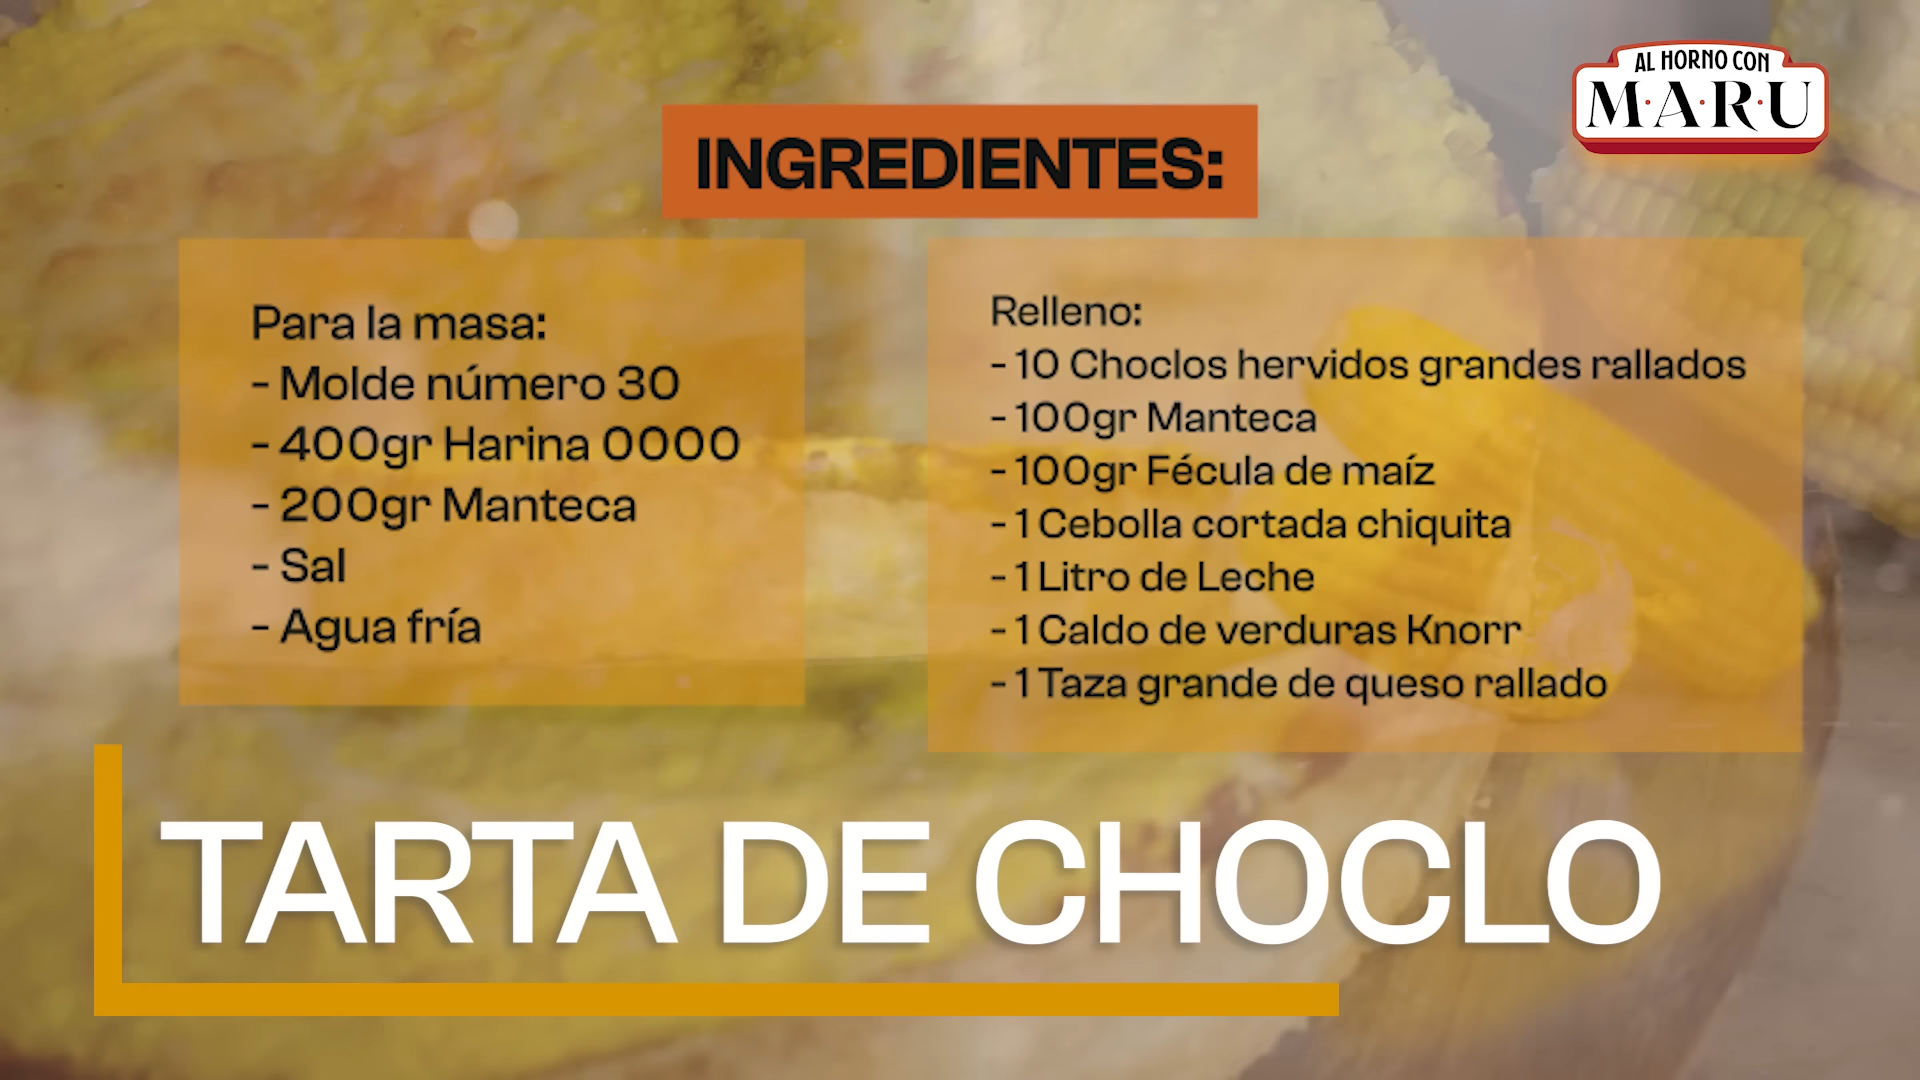 AL HORNO CON
M·A·R·U
INGREDIENTES:
Para la masa:
- Molde número 30
- 400gr Harina 0000
- 200gr Manteca
- Sal
- Agua fría
Relleno:
- 10 Choclos hervidos grandes rallados
- 100gr Manteca
- 100gr Fécula de maíz
- 1 Cebolla cortada chiquita
- 1 Litro de Leche
- 1 Caldo de verduras Knorr
- 1 Taza grande de queso rallado
TARTA DE CHOCLO